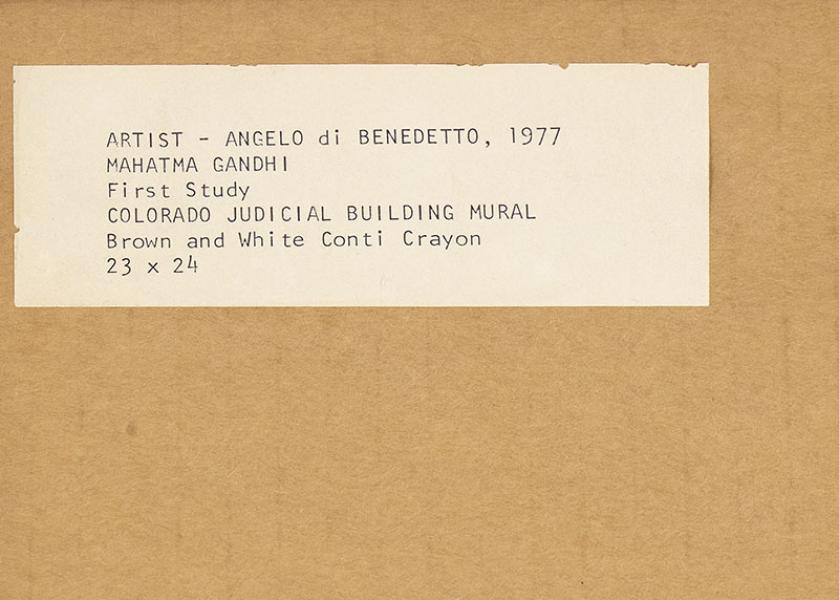 ARTIST - ANGELO di BENEDETTO, 1977
MAHATMA GANDHI
First Study
COLORADO JUDICIAL BUILDING MURAL
Brown and White Conti Crayon
23 x 24